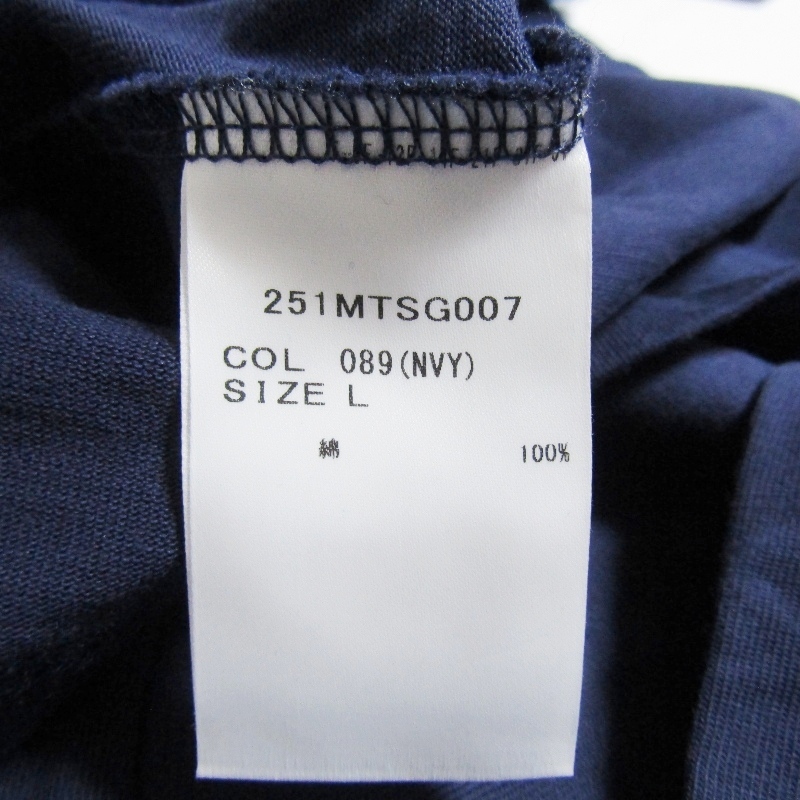 251MTSG007
COL 089(NVY)
SIZE L
綿 100%